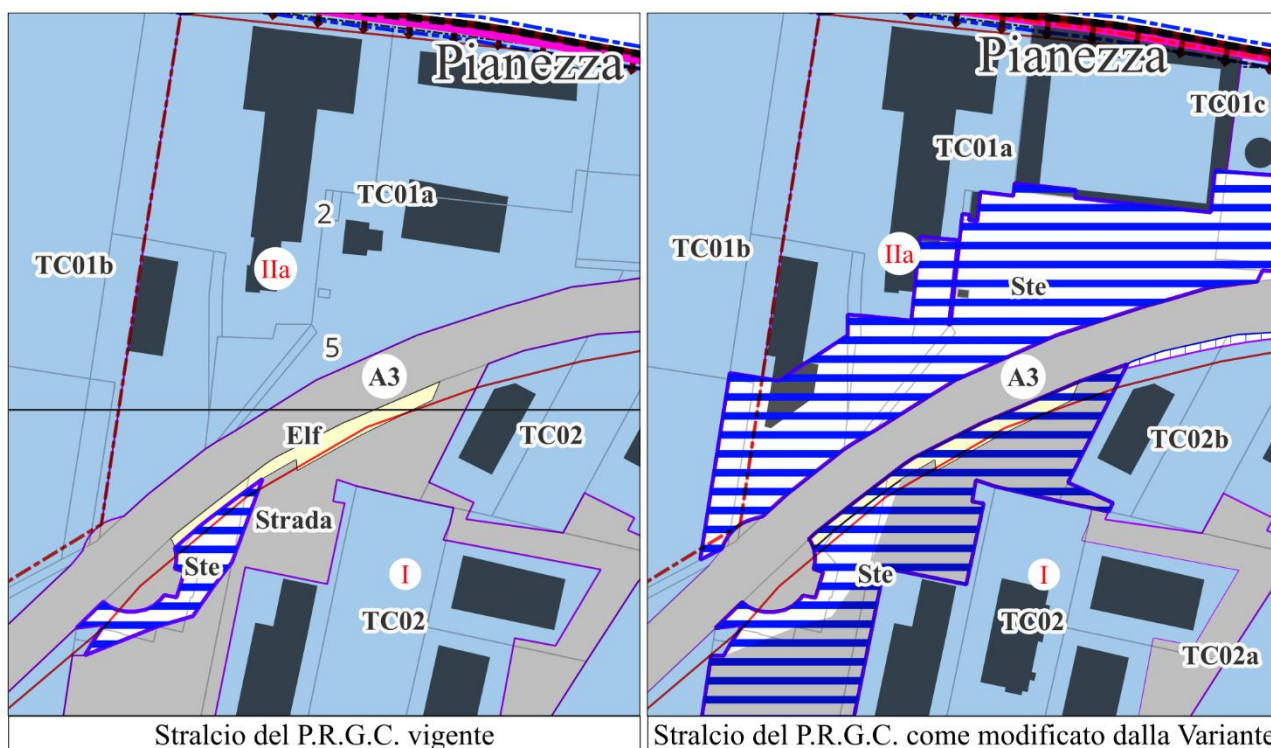 Pianezza
TC01a
2
TC01b
IIa
5
A3
Elf
TC02
Strada
Ste
I
TC02
Stralcio del P.R.G.C. vigente
Pianezza
TC01c
TC01a
TC01b
IIa
Ste
A3
TC02b
Ste
I
TC02
TC02a
Stralcio del P.R.G.C. come modificato dalla Variante